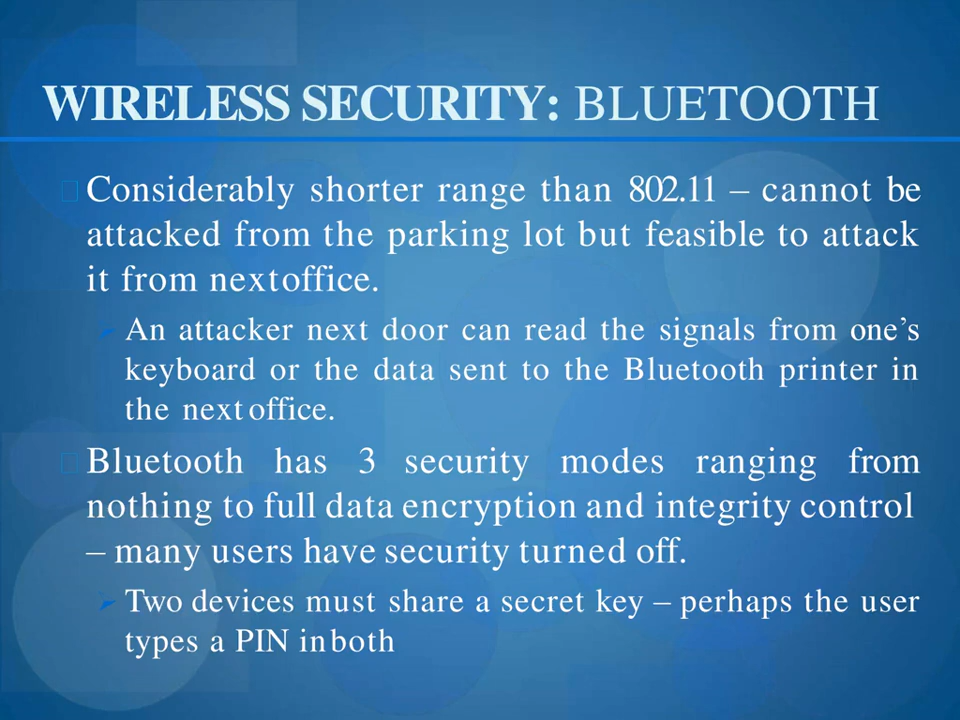 WIRELESS SECURITY: BLUETOOTH
Considerably shorter range than 802.11 – cannot be
attacked from the parking lot but feasible to attack
it from nextoffice.
An attacker next door can read the signals from one’s
keyboard or the data sent to the Bluetooth printer in
the next office.
Bluetooth has 3 security modes ranging from
nothing to full data encryption and integrity control
– many users have security turned off.
Two devices must share a secret key – perhaps the user
types a PIN inboth